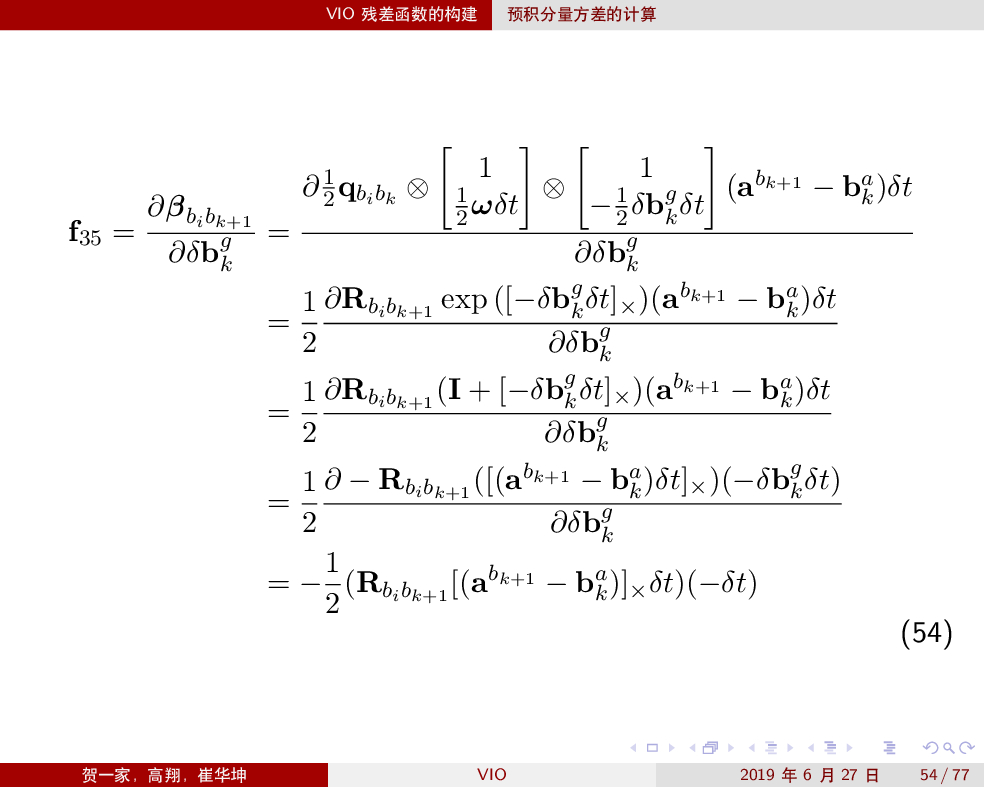 VIO 残差函数的构建 预积分量方差的计算
$\mathbf{f}_{35} = \frac{\partial \boldsymbol{\beta}_{b_i b_{k+1}}}{\partial \delta \mathbf{b}_k^g} = \frac{\partial \frac{1}{2} \mathbf{q}_{b_i b_k} \otimes \begin{bmatrix} 1 \\ \frac{1}{2} \boldsymbol{\omega} \delta t \end{bmatrix} \otimes \begin{bmatrix} 1 \\ -\frac{1}{2} \delta \mathbf{b}_k^g \delta t \end{bmatrix} (\mathbf{a}^{b_{k+1}} - \mathbf{b}_k^a) \delta t}{\partial \delta \mathbf{b}_k^g}$
$= \frac{1}{2} \frac{\partial \mathbf{R}_{b_i b_{k+1}} \exp([-\delta \mathbf{b}_k^g \delta t]_\times)(\mathbf{a}^{b_{k+1}} - \mathbf{b}_k^a) \delta t}{\partial \delta \mathbf{b}_k^g}$
$= \frac{1}{2} \frac{\partial \mathbf{R}_{b_i b_{k+1}} (\mathbf{I} + [-\delta \mathbf{b}_k^g \delta t]_\times)(\mathbf{a}^{b_{k+1}} - \mathbf{b}_k^a) \delta t}{\partial \delta \mathbf{b}_k^g}$
$= \frac{1}{2} \frac{\partial - \mathbf{R}_{b_i b_{k+1}} ([(\mathbf{a}^{b_{k+1}} - \mathbf{b}_k^a) \delta t]_\times)(-\delta \mathbf{b}_k^g \delta t)}{\partial \delta \mathbf{b}_k^g}$
$= -\frac{1}{2} (\mathbf{R}_{b_i b_{k+1}} [(\mathbf{a}^{b_{k+1}} - \mathbf{b}_k^a)]_\times \delta t)(-\delta t)$
(54)
贺一家, 高翔, 崔华坤 VIO 2019 年 6 月 27 日 54 / 77